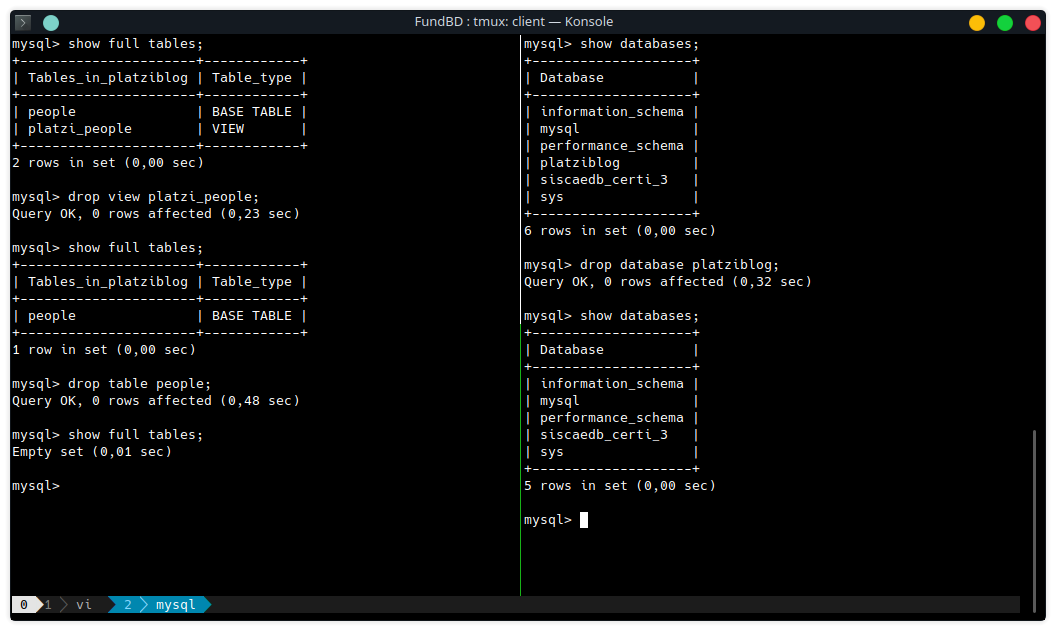 FundBD : tmux: client — Konsole
mysql> show full tables;
+----------------------+------------+
| Tables_in_platziblog | Table_type |
+----------------------+------------+
| people               | BASE TABLE |
| platzi_people        | VIEW       |
+----------------------+------------+
2 rows in set (0,00 sec)

mysql> drop view platzi_people;
Query OK, 0 rows affected (0,23 sec)

mysql> show full tables;
+----------------------+------------+
| Tables_in_platziblog | Table_type |
+----------------------+------------+
| people               | BASE TABLE |
+----------------------+------------+
1 row in set (0,00 sec)

mysql> drop table people;
Query OK, 0 rows affected (0,48 sec)

mysql> show full tables;
Empty set (0,01 sec)

mysql>
mysql> show databases;
+--------------------+
| Database           |
+--------------------+
| information_schema |
| mysql              |
| performance_schema |
| platziblog         |
| siscaedb_certi_3   |
| sys                |
+--------------------+
6 rows in set (0,00 sec)

mysql> drop database platziblog;
Query OK, 0 rows affected (0,32 sec)

mysql> show databases;
+--------------------+
| Database           |
+--------------------+
| information_schema |
| mysql              |
| performance_schema |
| siscaedb_certi_3   |
| sys                |
+--------------------+
5 rows in set (0,00 sec)

mysql>
0 1 vi 2 mysql